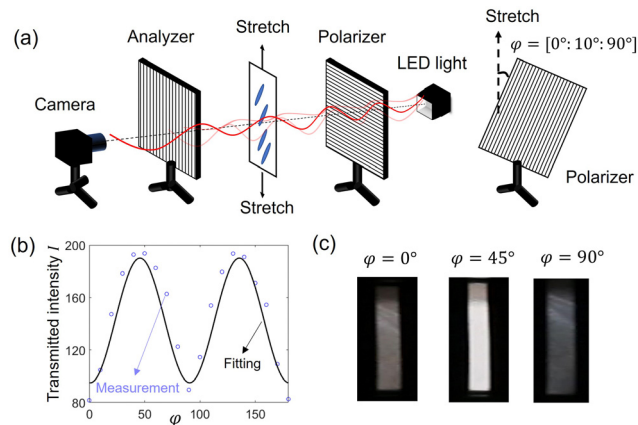 (a)
Analyzer
Stretch
Polarizer
LED light
Camera
Stretch
Stretch
φ = [0°: 10°: 90°]
Polarizer
(b)
Transmitted intensity I
200
160
120
80
Measurement
Fitting
0
50
100
150
φ
(c)
φ = 0°
φ = 45°
φ = 90°